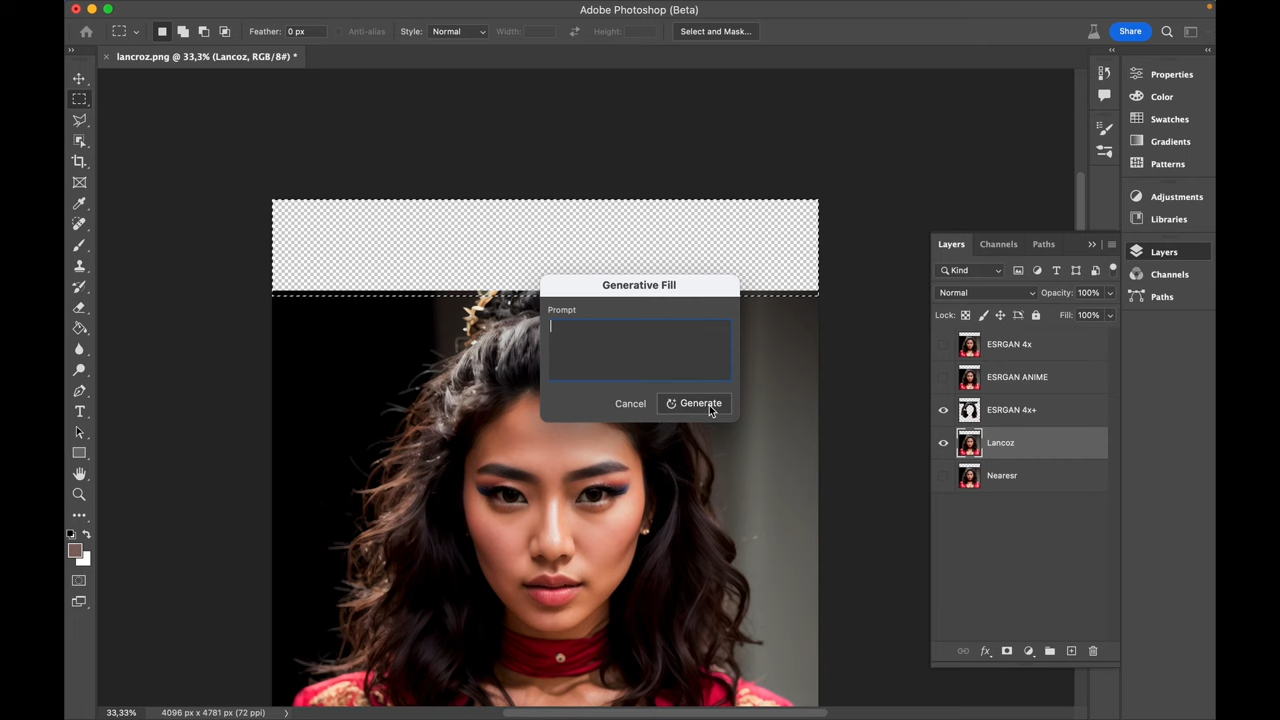 Adobe Photoshop (Beta)
Feather: 0 px Anti-alias Style: Normal Width: Height: Select and Mask... Share
lancroz.png @ 33,3% (Lancoz, RGB/8#) *
Properties
Color
Swatches
Gradients
Patterns
Adjustments
Libraries
Layers
Channels
Paths
Generative Fill
Prompt
Cancel Generate
Layers Channels Paths
Kind
Normal Opacity: 100%
Lock: Fill: 100%
ESRGAN 4x
ESRGAN ANIME
ESRGAN 4x+
Lancoz
Nearesr
fx
33,33% 4096 px x 4781 px (72 ppi)